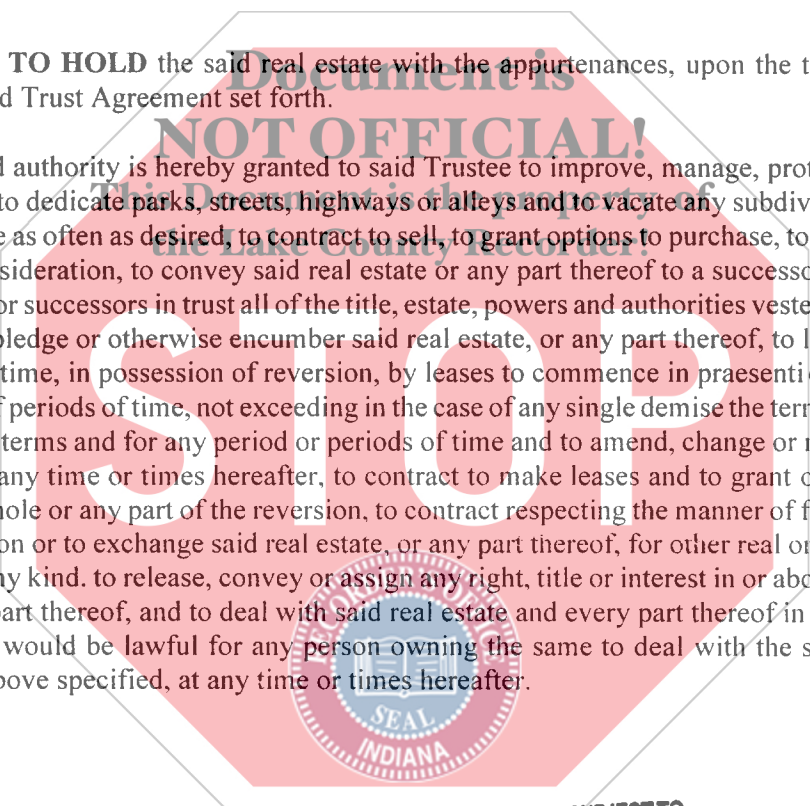 TO HOLD the said real estate with the appurtenances, upon the t
d Trust Agreement set forth.
Document is
NOT OFFICIAL!
This Document is the property of
the Lake County Recorder!
d authority is hereby granted to said Trustee to improve, manage, prot
to dedicate parks, streets, highways or alleys and to vacate any subdiv
e as often as desired, to contract to sell, to grant options to purchase, to
sideration, to convey said real estate or any part thereof to a successo
or successors in trust all of the title, estate, powers and authorities veste
pledge or otherwise encumber said real estate, or any part thereof, to l
time, in possession of reversion, by leases to commence in praesenti
f periods of time, not exceeding in the case of any single demise the terr
terms and for any period or periods of time and to amend, change or r
any time or times hereafter, to contract to make leases and to grant o
hole or any part of the reversion, to contract respecting the manner of f
on or to exchange said real estate, or any part thereof, for other real or
ny kind. to release, convey or assign any right, title or interest in or abo
part thereof, and to deal with said real estate and every part thereof in
would be lawful for any person owning the same to deal with the s
bove specified, at any time or times hereafter.
STOP
RECORDER'S OFFICE
SEAL
INDIANA